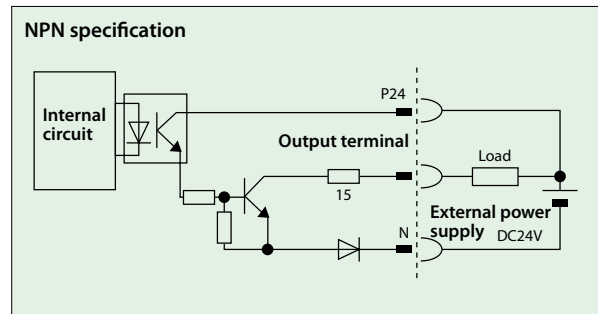 NPN specification
Internal
circuit
P24
Output terminal
Load
15
External power
supply
DC24V
N